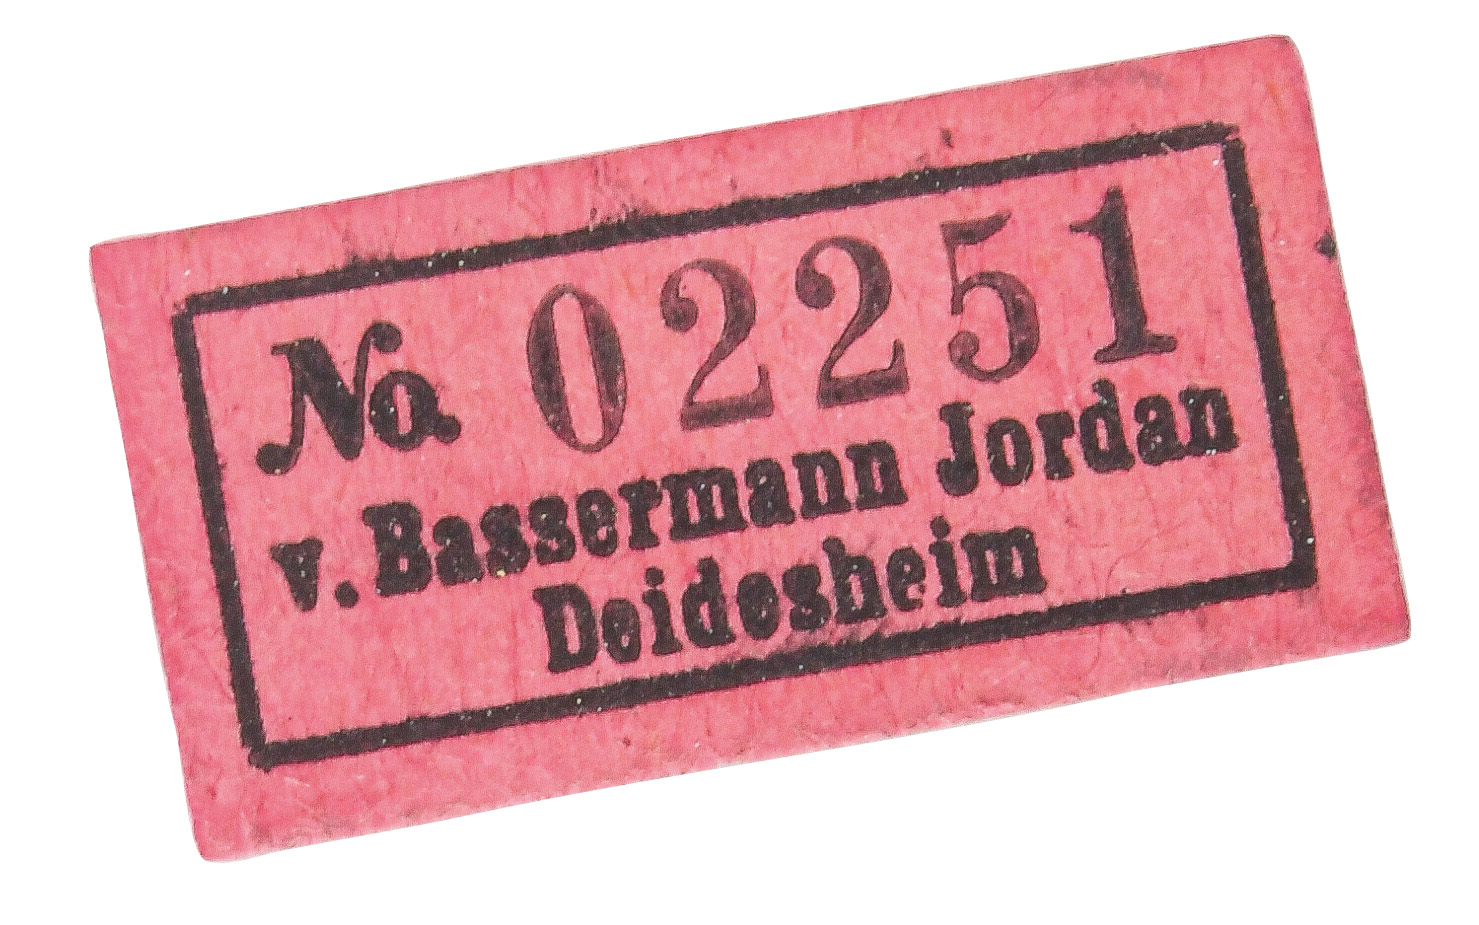 No. 02251
v. Bassermann Jordan
Deidesheim